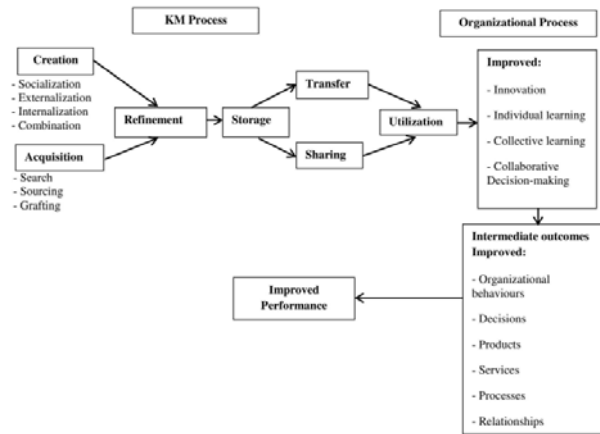 KM Process
Organizational Process
Creation
- Socialization
- Externalization
- Internalization
- Combination
Acquisition
- Search
- Sourcing
- Grafting
Refinement
Storage
Transfer
Sharing
Utilization
Improved:
- Innovation
- Individual learning
- Collective learning
- Collaborative
Decision-making
Intermediate outcomes
Improved:
- Organizational
behaviours
- Decisions
- Products
- Services
- Processes
- Relationships
Improved
Performance